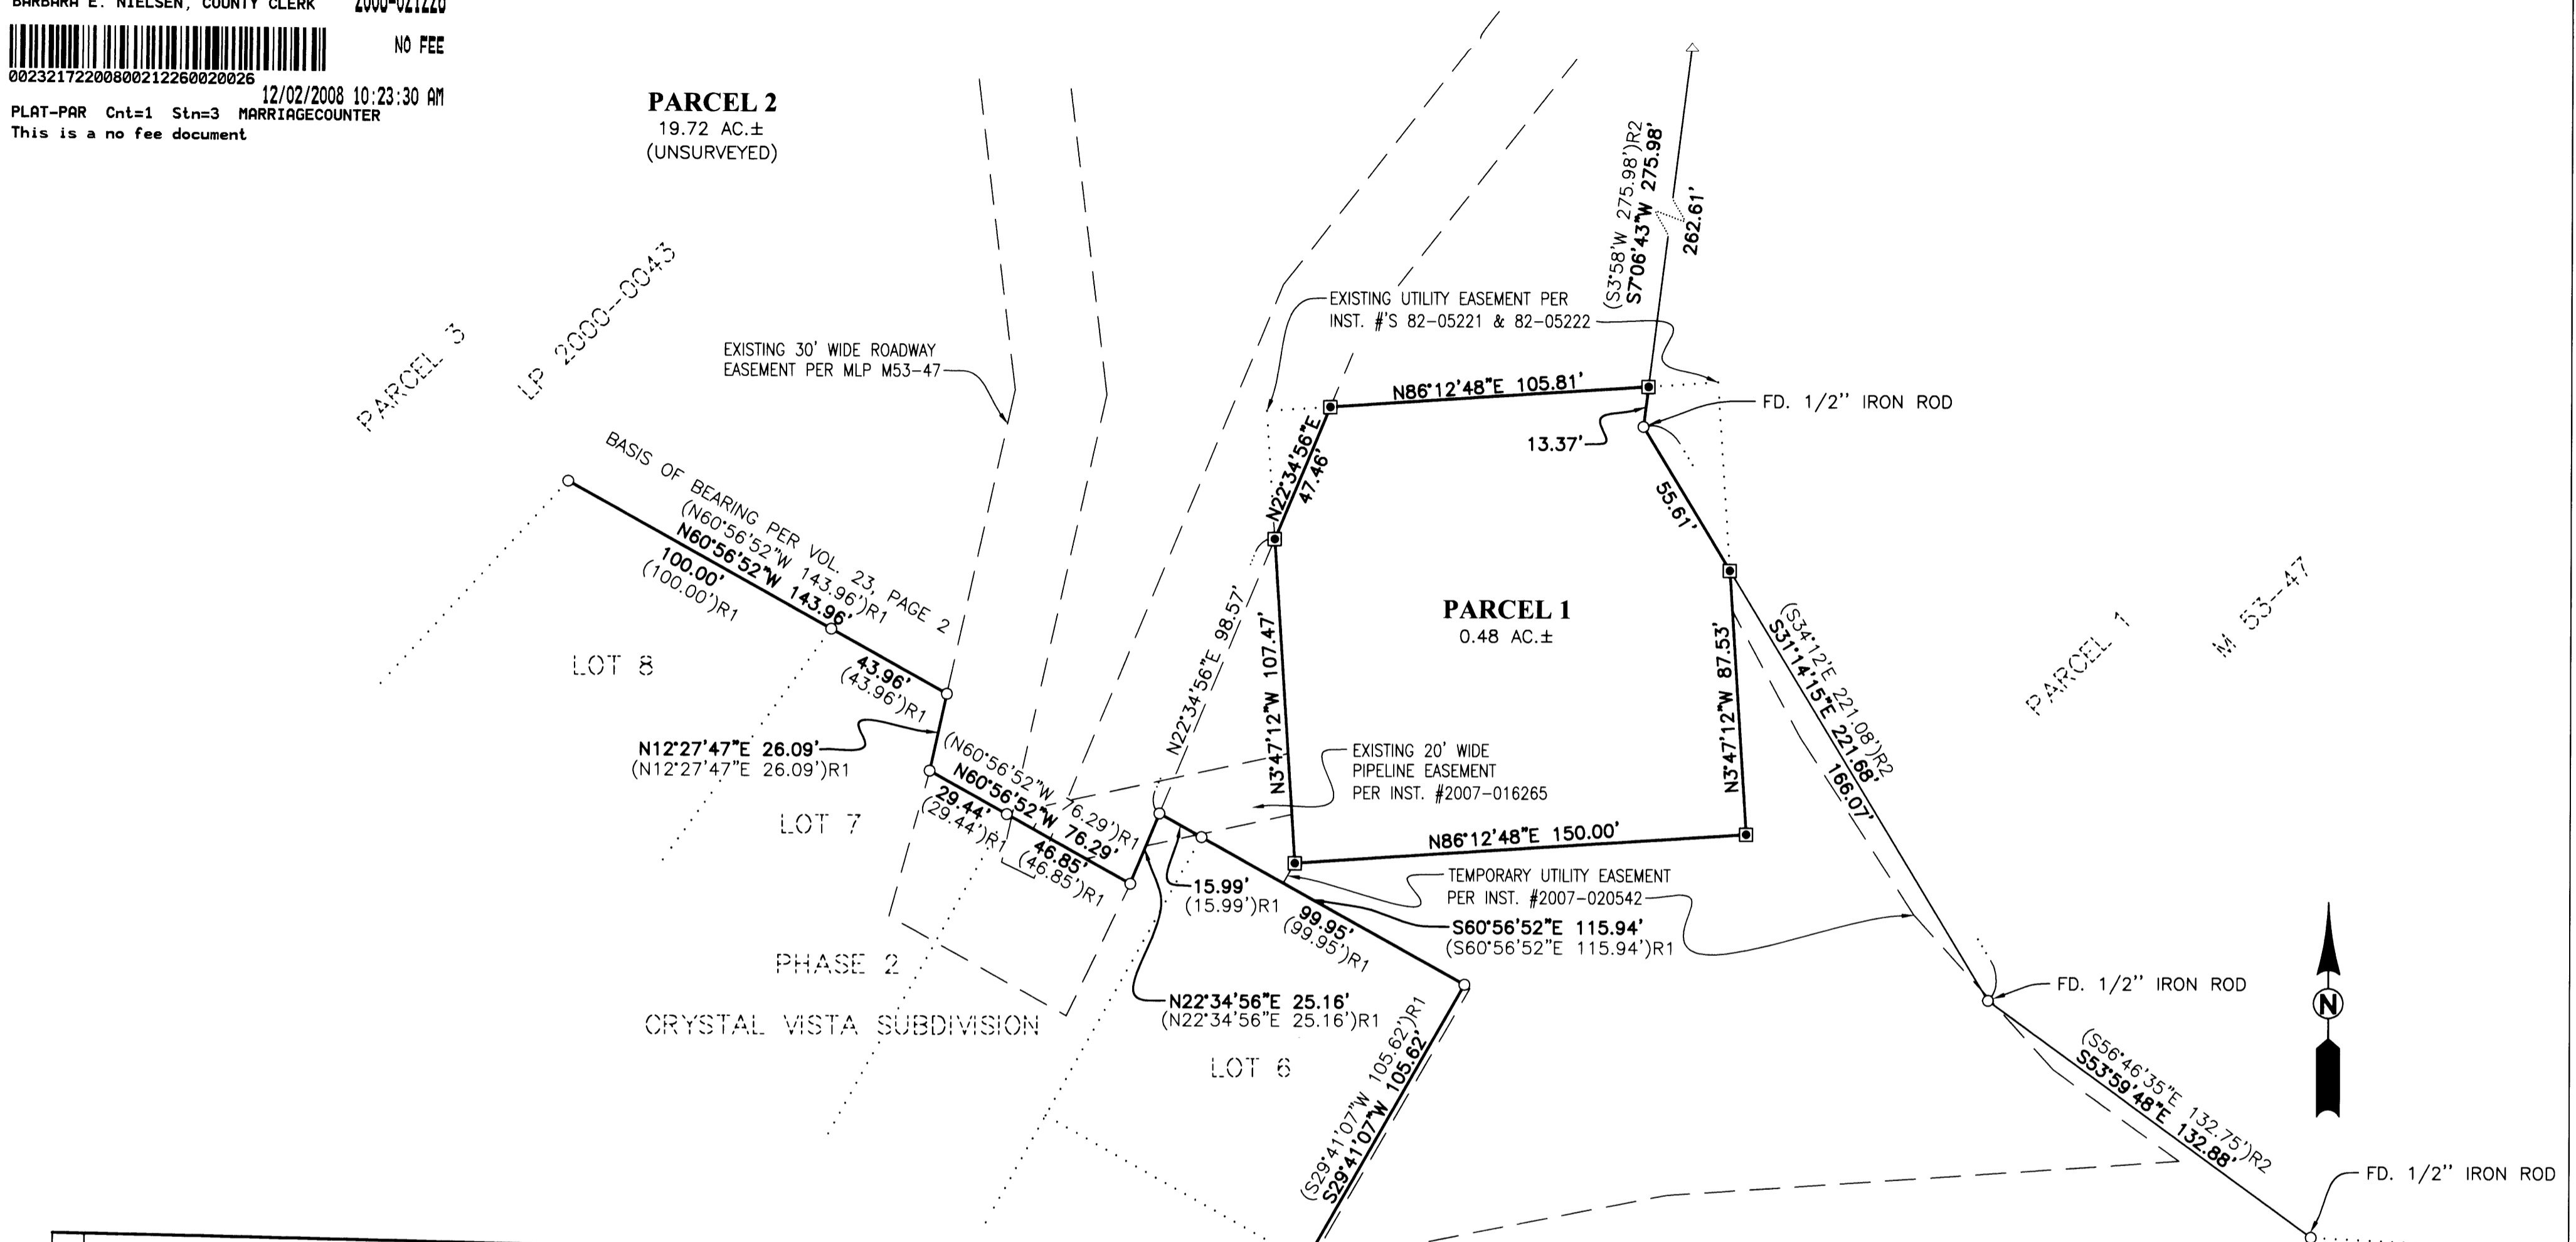 BARBARA E. NIELSEN, COUNTY CLERK
NO FEE
00232172200800212260020026
12/02/2008 10:23:30 AM
PLAT-PAR Cnt=1 Stn=3 MARRIAGECOUNTER
This is a no fee document
PARCEL 2
19.72 AC.±
(UNSURVEYED)
(S3°58'W 275.98')R2
S7°06'43"W 275.98'
262.61'
EXISTING UTILITY EASEMENT PER
INST. #'S 82-05221 & 82-05222
PARCEL 3
LP 2000-0043
EXISTING 30' WIDE ROADWAY
EASEMENT PER MLP M53-47
N86°12'48"E 105.81'
FD. 1/2" IRON ROD
13.37'
N22°34'56"E
47.46'
55.61'
BASIS OF BEARING PER VOL. 23, PAGE 2
(N60°56'52"W 143.96')R1
N60°56'52"W 143.96'
100.00'
(100.00')R1
43.96'
(43.96')R1
LOT 8
N22°34'56"E 98.57'
N3°47'12"W 107.47'
PARCEL 1
0.48 AC.±
N3°47'12"W 87.53'
(S34°12'E 221.08')R2
S31°14'15"E 221.68'
166.07'
PARCEL 1
M 53-47
N12°27'47"E 26.09'
(N12°27'47"E 26.09')R1
(N60°56'52"W 76.29')R1
N60°56'52"W 76.29'
29.44'
(29.44')R1
46.85'
(46.85')R1
LOT 7
EXISTING 20' WIDE
PIPELINE EASEMENT
PER INST. #2007-016265
N86°12'48"E 150.00'
TEMPORARY UTILITY EASEMENT
PER INST. #2007-020542
15.99'
(15.99')R1
99.95'
(99.95')R1
S60°56'52"E 115.94'
(S60°56'52"E 115.94')R1
PHASE 2
CRYSTAL VISTA SUBDIVISION
N22°34'56"E 25.16'
(N22°34'56"E 25.16')R1
LOT 6
(S29°41'07"W 105.62')R1
S29°41'07"W 105.62'
FD. 1/2" IRON ROD
N
(S56°46'35"E 132.75')R2
S53°59'48"E 132.88'
FD. 1/2" IRON ROD